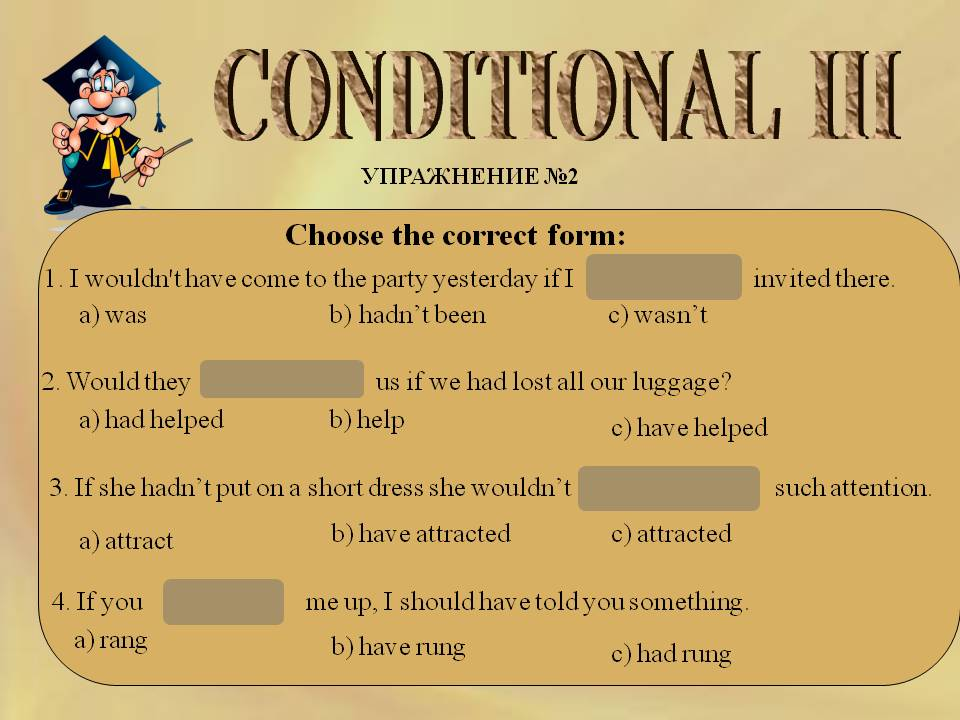 CONDITIONAL III
УПРАЖНЕНИЕ №2
Choose the correct form:
1. I wouldn't have come to the party yesterday if I invited there.
a) was b) hadn’t been c) wasn’t
2. Would they us if we had lost all our luggage?
a) had helped b) help c) have helped
3. If she hadn’t put on a short dress she wouldn’t such attention.
a) attract b) have attracted c) attracted
4. If you me up, I should have told you something.
a) rang b) have rung c) had rung